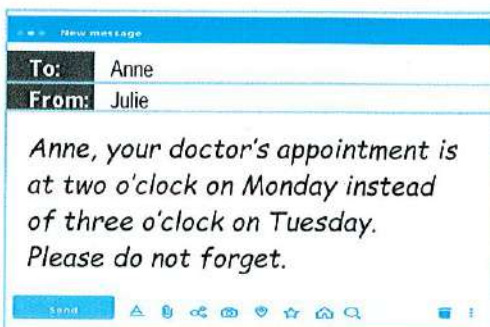 New message
To: Anne
From: Julie
Anne, your doctor's appointment is
at two o'clock on Monday instead
of three o'clock on Tuesday.
Please do not forget.
Send